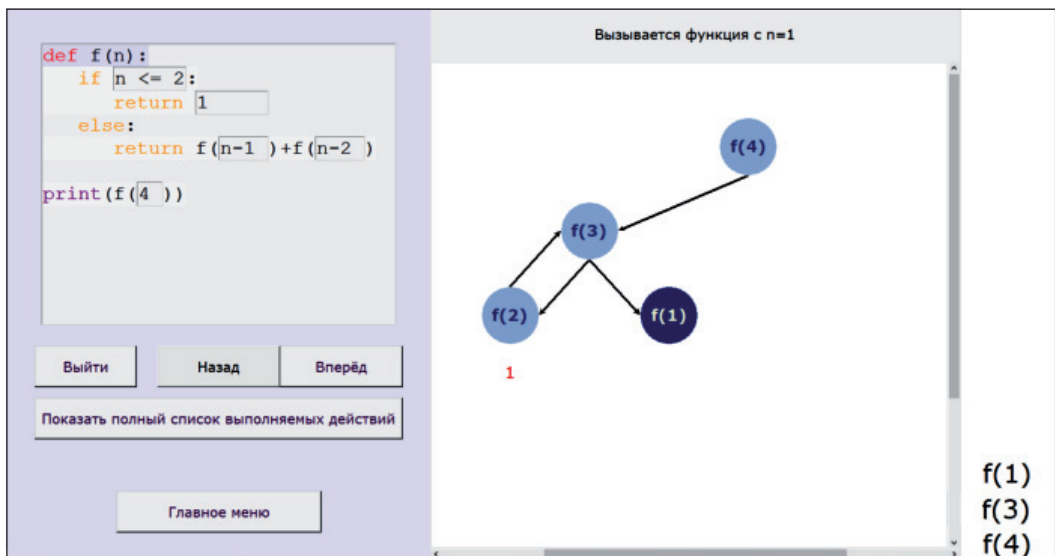 def f(n):
if n <= 2:
return 1
else:
return f(n-1 )+f(n-2 )
print(f(4 ))
Выйти
Назад
Вперёд
Показать полный список выполняемых действий
Главное меню
Вызывается функция с n=1
f(4)
f(3)
f(2)
f(1)
1
f(1)
f(3)
f(4)